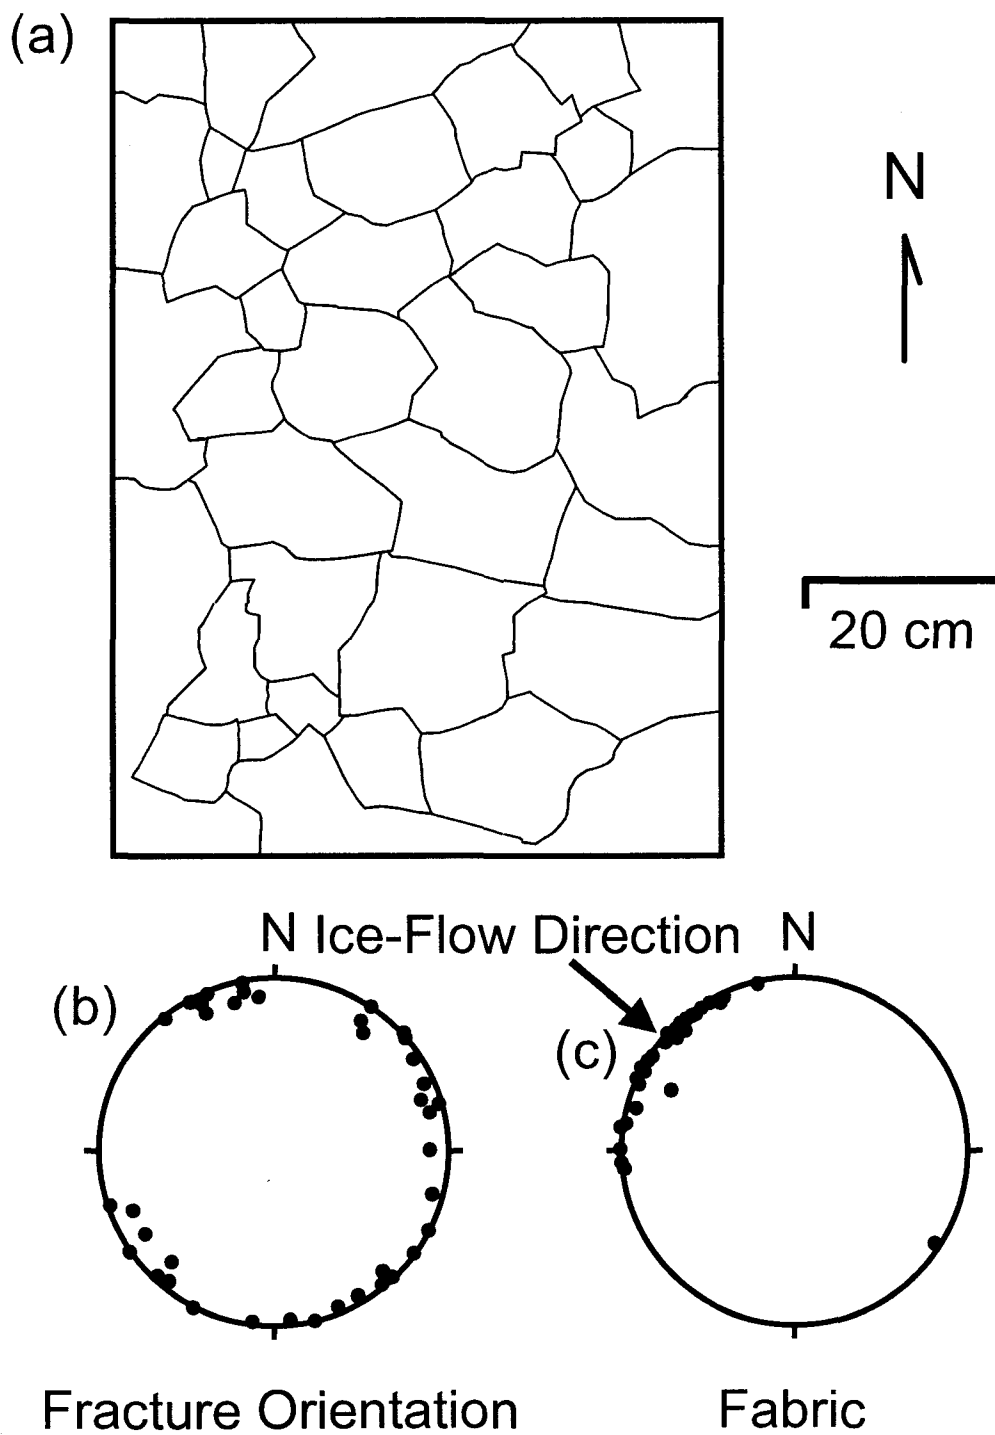 (a)
N
20 cm
N Ice-Flow Direction N
(b)
(c)
Fracture Orientation Fabric